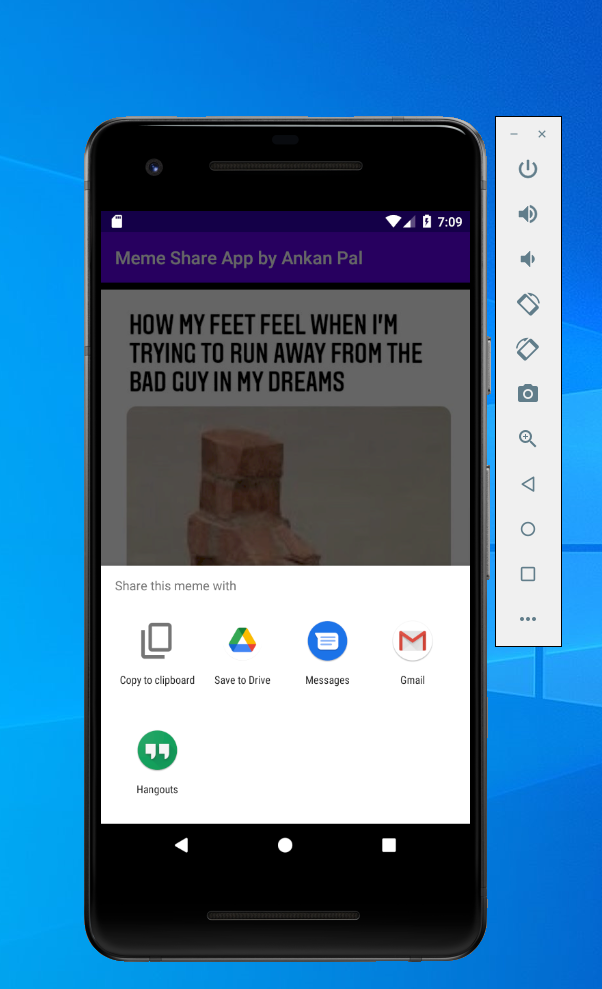 7:09
Meme Share App by Ankan Pal
HOW MY FEET FEEL WHEN I'M
TRYING TO RUN AWAY FROM THE
BAD GUY IN MY DREAMS
Share this meme with
Copy to clipboard
Save to Drive
Messages
Gmail
Hangouts